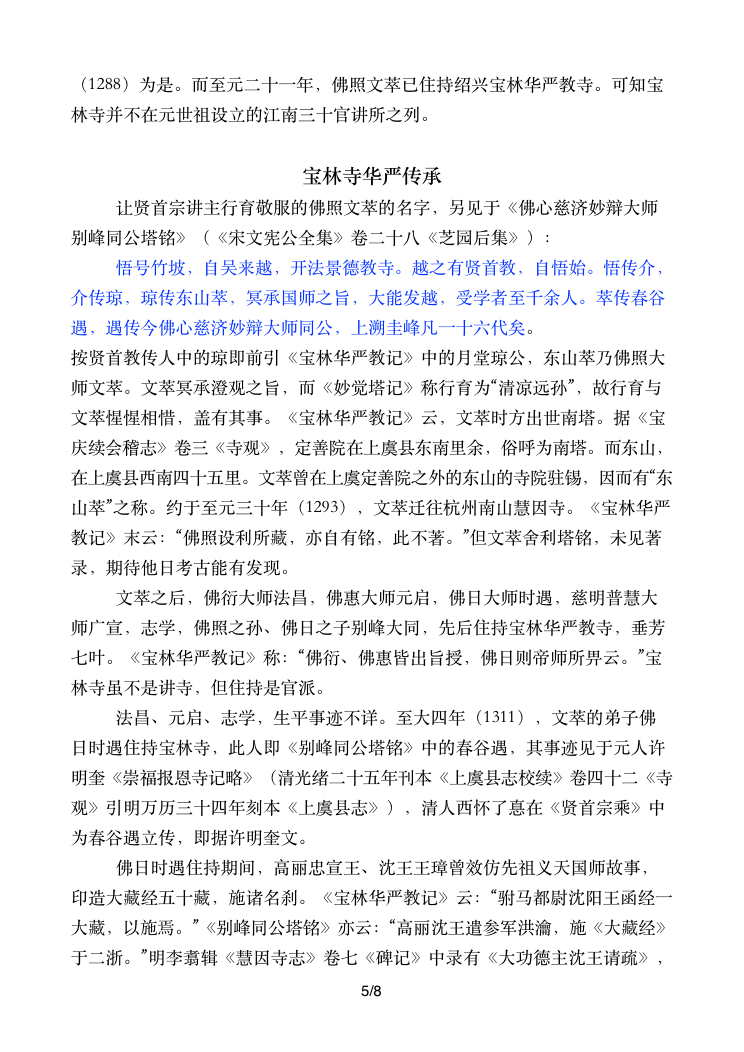 （1288）为是。而至元二十一年，佛照文萃已住持绍兴宝林华严教寺。可知宝
林寺并不在元世祖设立的江南三十官讲所之列。
宝林寺华严传承
让贤首宗讲主行育敬服的佛照文萃的名字，另见于《佛心慈济妙辩大师
别峰同公塔铭》（《宋文宪公全集》卷二十八《芝园后集》）：
悟号竹坡，自吴来越，开法景德教寺。越之有贤首教，自悟始。悟传介，
介传琼，琼传东山萃，冥承国师之旨，大能发越，受学者至千余人。萃传春谷
遇，遇传今佛心慈济妙辩大师同公，上溯圭峰凡一十六代矣。
按贤首教传人中的琼即前引《宝林华严教记》中的月堂琼公，东山萃乃佛照大
师文萃。文萃冥承澄观之旨，而《妙觉塔记》称行育为“清凉远孙”，故行育与
文萃惺惺相惜，盖有其事。《宝林华严教记》云，文萃时方出世南塔。据《宝
庆续会稽志》卷三《寺观》，定善院在上虞县东南里余，俗呼为南塔。而东山，
在上虞县西南四十五里。文萃曾在上虞定善院之外的东山的寺院驻锡，因而有“东
山萃”之称。约于至元三十年（1293），文萃迁往杭州南山慧因寺。《宝林华严
教记》末云：“佛照设利所藏，亦自有铭，此不著。”但文萃舍利塔铭，未见著
录，期待他日考古能有发现。
文萃之后，佛衍大师法昌，佛惠大师元启，佛日大师时遇，慈明普慧大
师广宣，志学，佛照之孙、佛日之子别峰大同，先后住持宝林华严教寺，垂芳
七叶。《宝林华严教记》称：“佛衍、佛惠皆出旨授，佛日则帝师所畀云。”宝
林寺虽不是讲寺，但住持是官派。
法昌、元启、志学，生平事迹不详。至大四年（1311），文萃的弟子佛
日时遇住持宝林寺，此人即《别峰同公塔铭》中的春谷遇，其事迹见于元人许
明奎《崇福报恩寺记略》（清光绪二十五年刊本《上虞县志校续》卷四十二《寺
观》引明万历三十四年刻本《上虞县志》），清人西怀了悳在《贤首宗乘》中
为春谷遇立传，即据许明奎文。
佛日时遇住持期间，高丽忠宣王、沈王王璋曾效仿先祖义天国师故事，
印造大藏经五十藏，施诸名刹。《宝林华严教记》云：“驸马都尉沈阳王函经一
大藏，以施焉。”《别峰同公塔铭》亦云：“高丽沈王遣参军洪瀹，施《大藏经》
于二浙。”明李翥辑《慧因寺志》卷七《碑记》中录有《大功德主沈王请疏》，
5/8